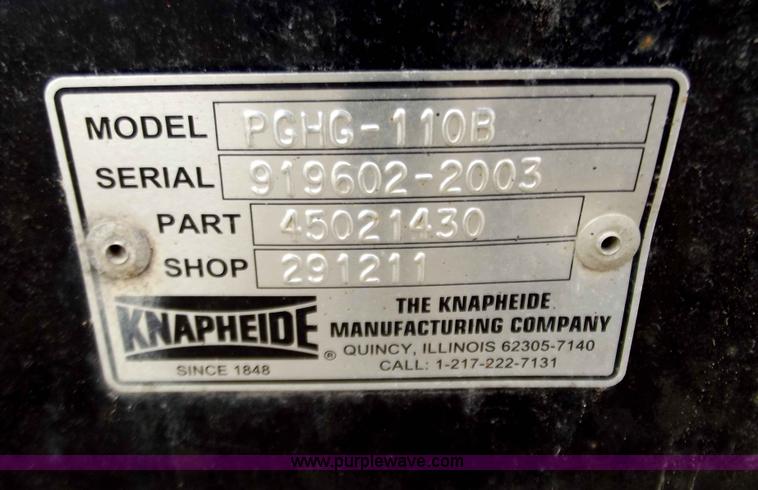 MODEL PGHG-110B
SERIAL 919602-2003
PART 45021430
SHOP 291211
KNAPHEIDE ®
SINCE 1848
THE KNAPHEIDE
MANUFACTURING COMPANY
QUINCY, ILLINOIS 62305-7140
CALL: 1-217-222-7131
www.purplewave.com